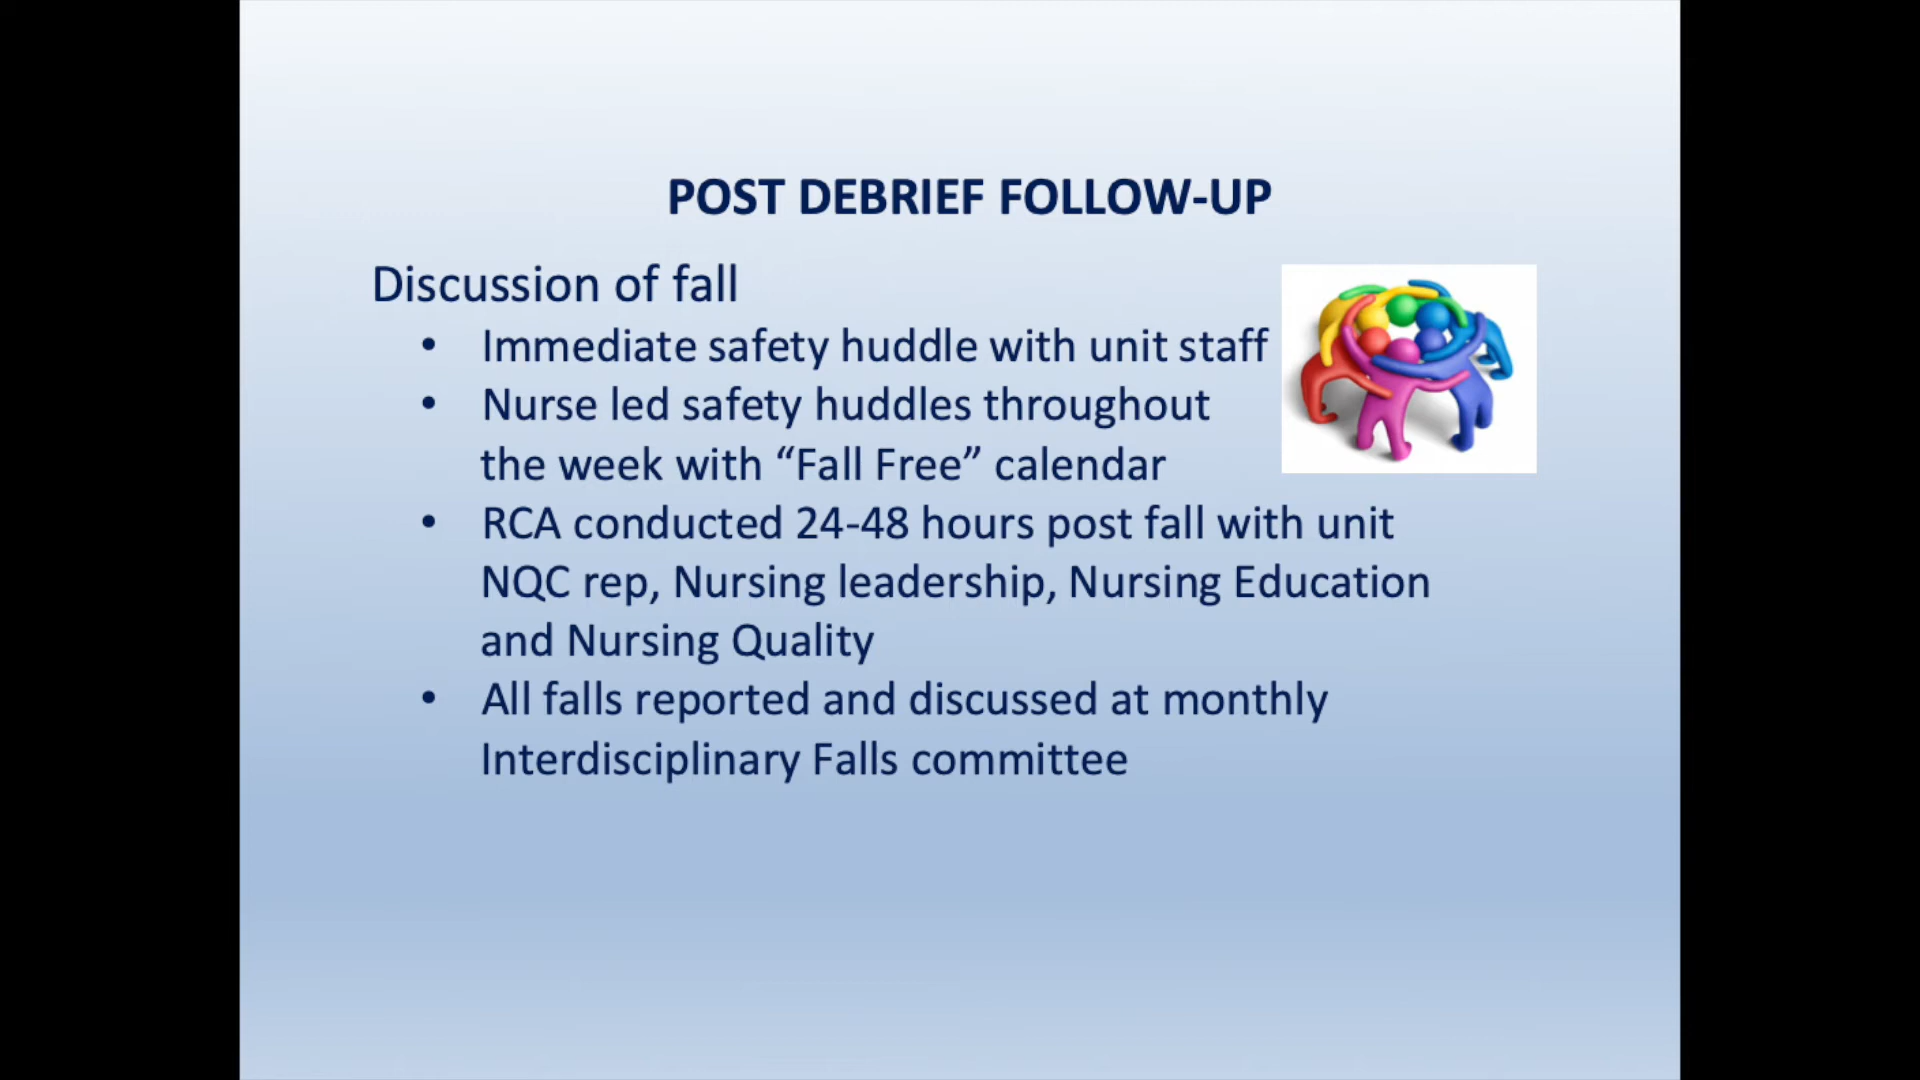 POST DEBRIEF FOLLOW-UP
Discussion of fall
• Immediate safety huddle with unit staff
• Nurse led safety huddles throughout
the week with “Fall Free” calendar
• RCA conducted 24-48 hours post fall with unit
NQC rep, Nursing leadership, Nursing Education
and Nursing Quality
• All falls reported and discussed at monthly
Interdisciplinary Falls committee